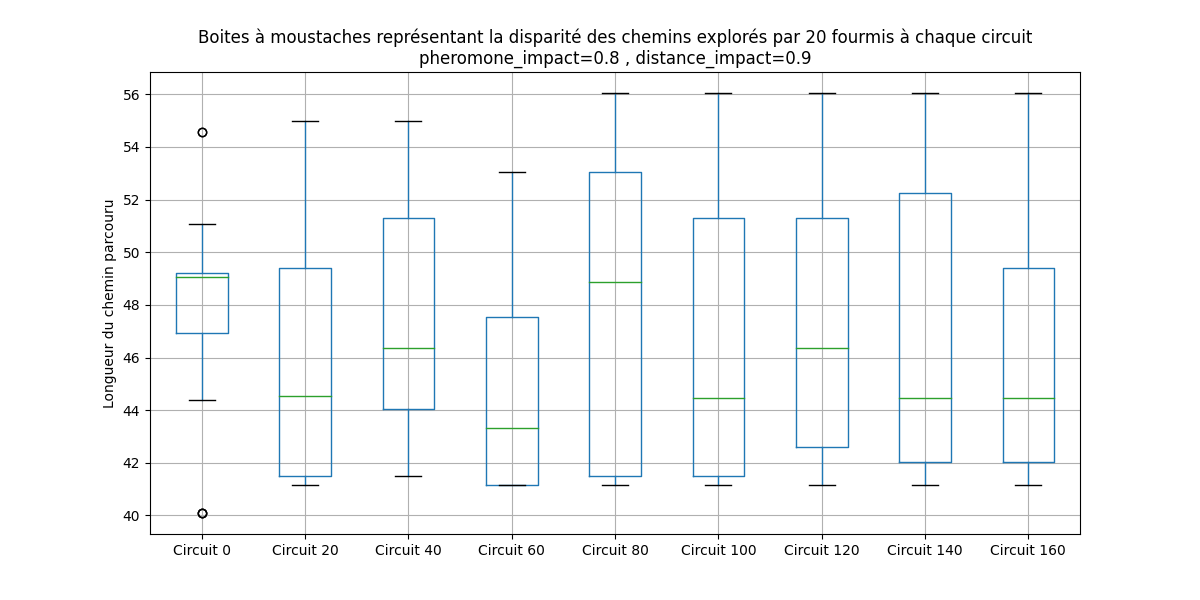 Boites à moustaches représentant la disparité des chemins explorés par 20 fourmis à chaque circuit
pheromone_impact=0.8 , distance_impact=0.9
Longueur du chemin parcouru
56
54
52
50
48
46
44
42
40
Circuit 0 Circuit 20 Circuit 40 Circuit 60 Circuit 80 Circuit 100 Circuit 120 Circuit 140 Circuit 160